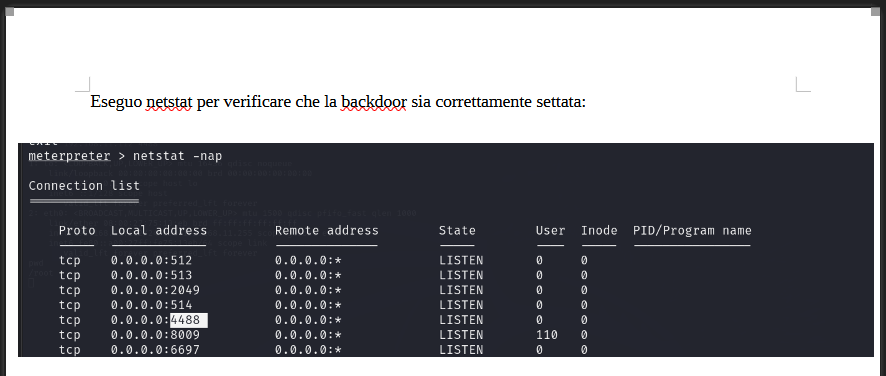 Eseguo netstat per verificare che la backdoor sia correttamente settata:
exit
meterpreter > netstat -nap
Connection list
Proto Local address Remote address State User Inode PID/Program name
tcp 0.0.0.0:512 0.0.0.0:* LISTEN 0 0
tcp 0.0.0.0:513 0.0.0.0:* LISTEN 0 0
tcp 0.0.0.0:2049 0.0.0.0:* LISTEN 0 0
tcp 0.0.0.0:514 0.0.0.0:* LISTEN 0 0
tcp 0.0.0.0:4488 0.0.0.0:* LISTEN 0 0
tcp 0.0.0.0:8009 0.0.0.0:* LISTEN 110 0
tcp 0.0.0.0:6697 0.0.0.0:* LISTEN 0 0